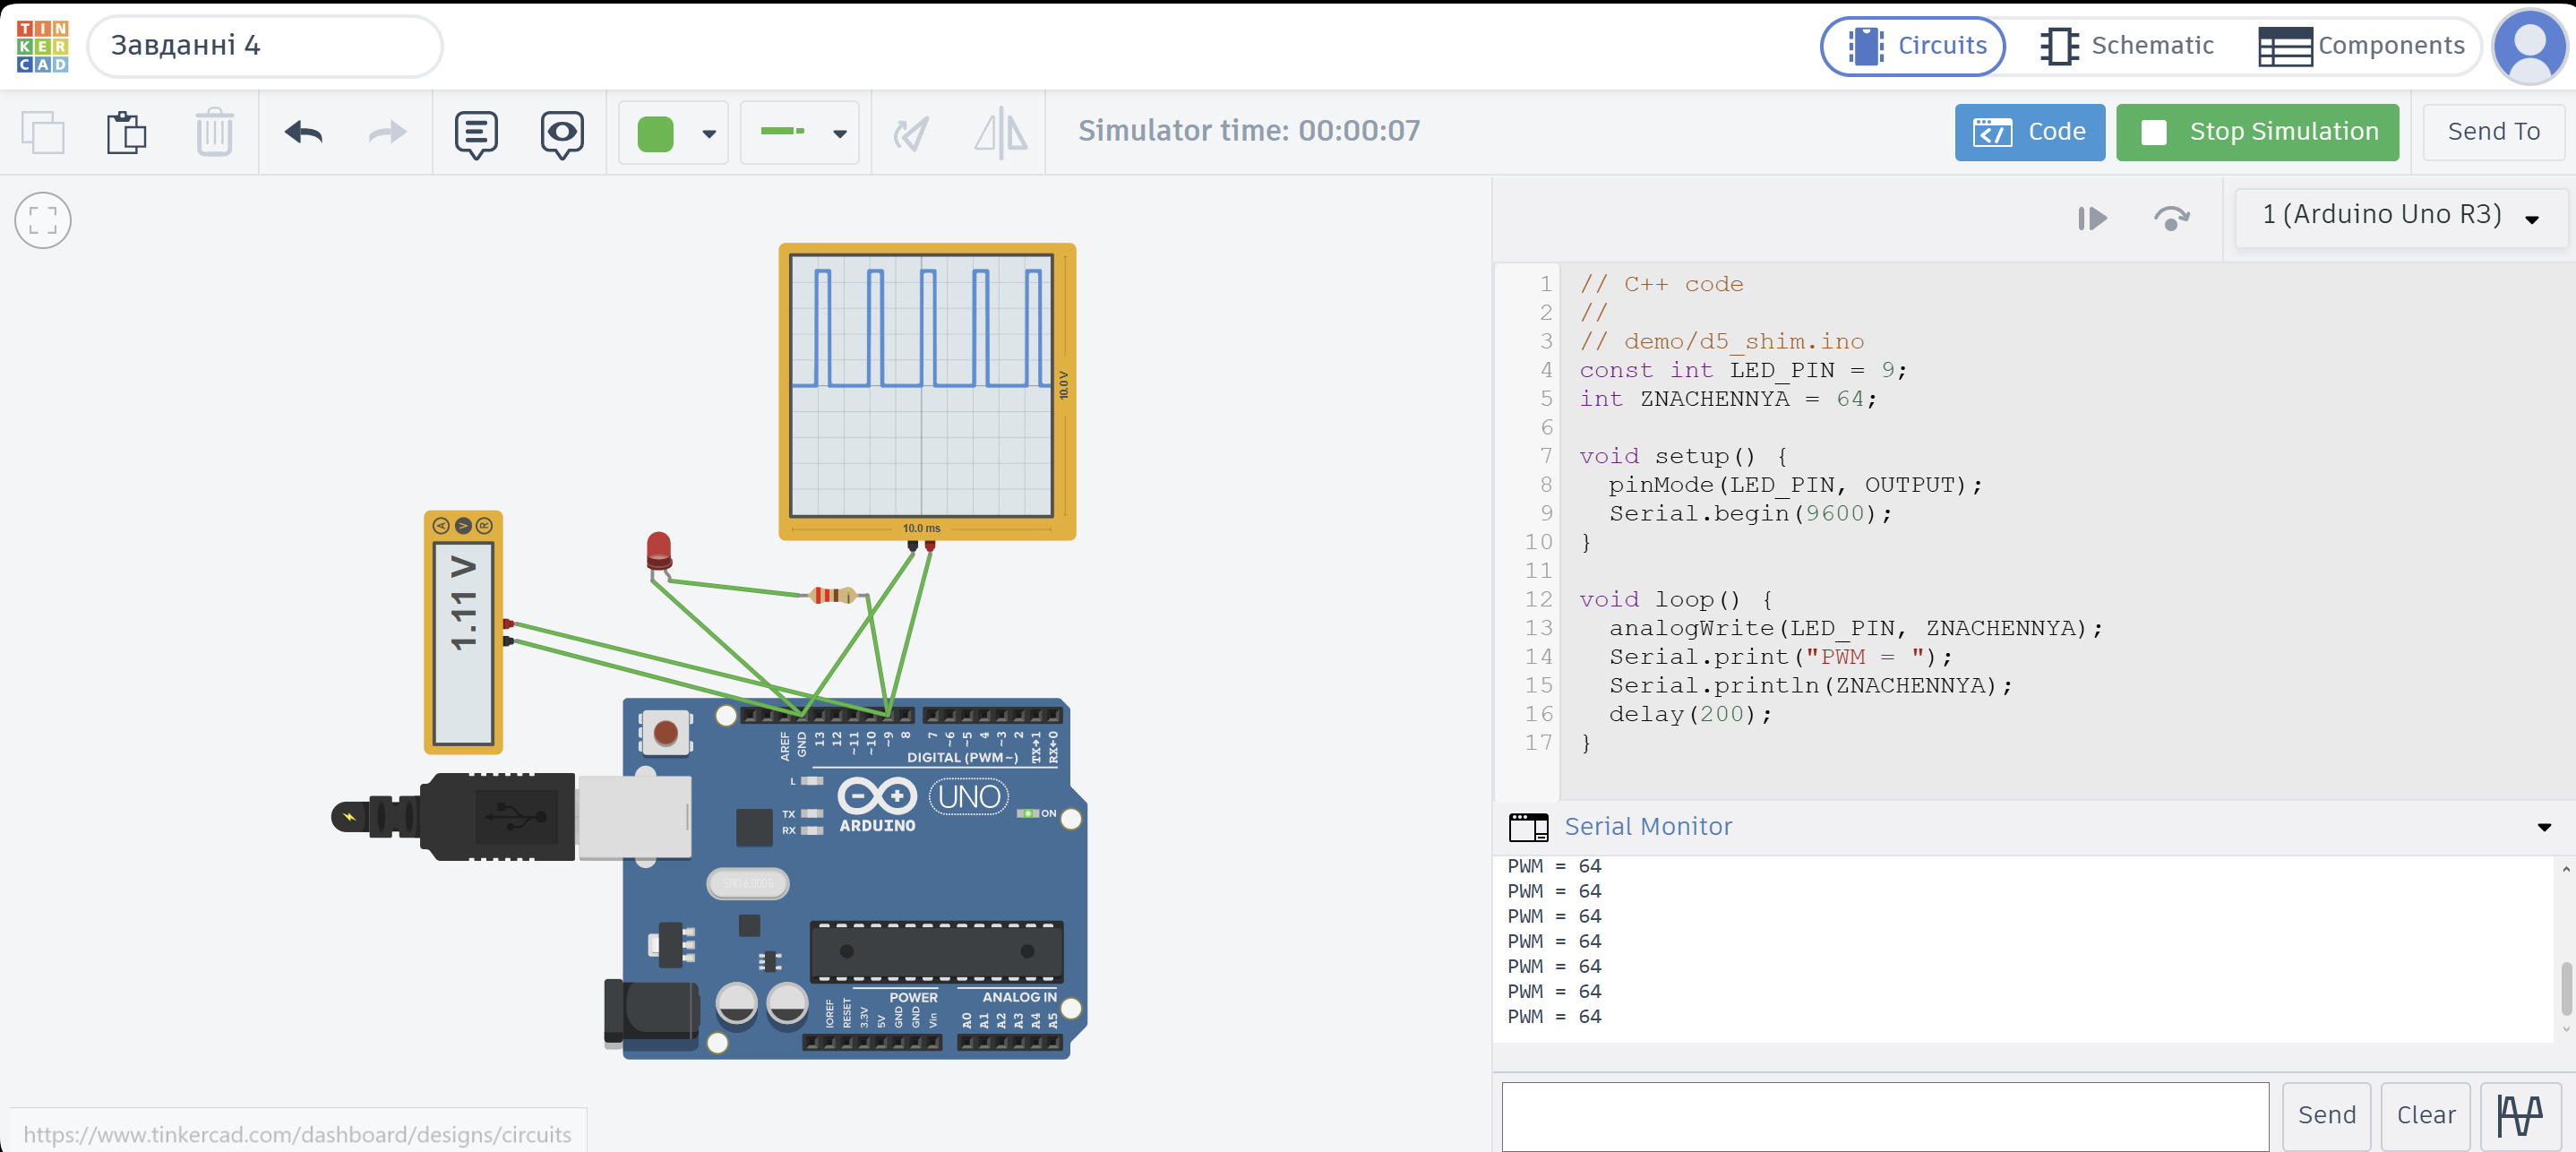 TIN
KER
CAD
Завданні 4
Circuits
Schematic
Components
Simulator time: 00:00:07
Code
Stop Simulation
Send To
1 (Arduino Uno R3)
10.0 V
10.0 ms
A V R
1.11 V
AREF
GND
13
12
~11
~10
~9
8
7
~6
~5
4
~3
2
TX→1
RX←0
DIGITAL (PWM~)
L
TX
RX
ARDUINO
UNO
ON
POWER
ANALOG IN
IOREF
RESET
3.3V
5V
GND
GND
Vin
A0
A1
A2
A3
A4
A5
1 // C++ code
2 //
3 // demo/d5_shim.ino
4 const int LED_PIN = 9;
5 int ZNACHENNYA = 64;
6
7 void setup() {
8 pinMode(LED_PIN, OUTPUT);
9 Serial.begin(9600);
10 }
11
12 void loop() {
13 analogWrite(LED_PIN, ZNACHENNYA);
14 Serial.print("PWM = ");
15 Serial.println(ZNACHENNYA);
16 delay(200);
17 }
Serial Monitor
PWM = 64
PWM = 64
PWM = 64
PWM = 64
PWM = 64
PWM = 64
PWM = 64
Send
Clear
https://www.tinkercad.com/dashboard/designs/circuits